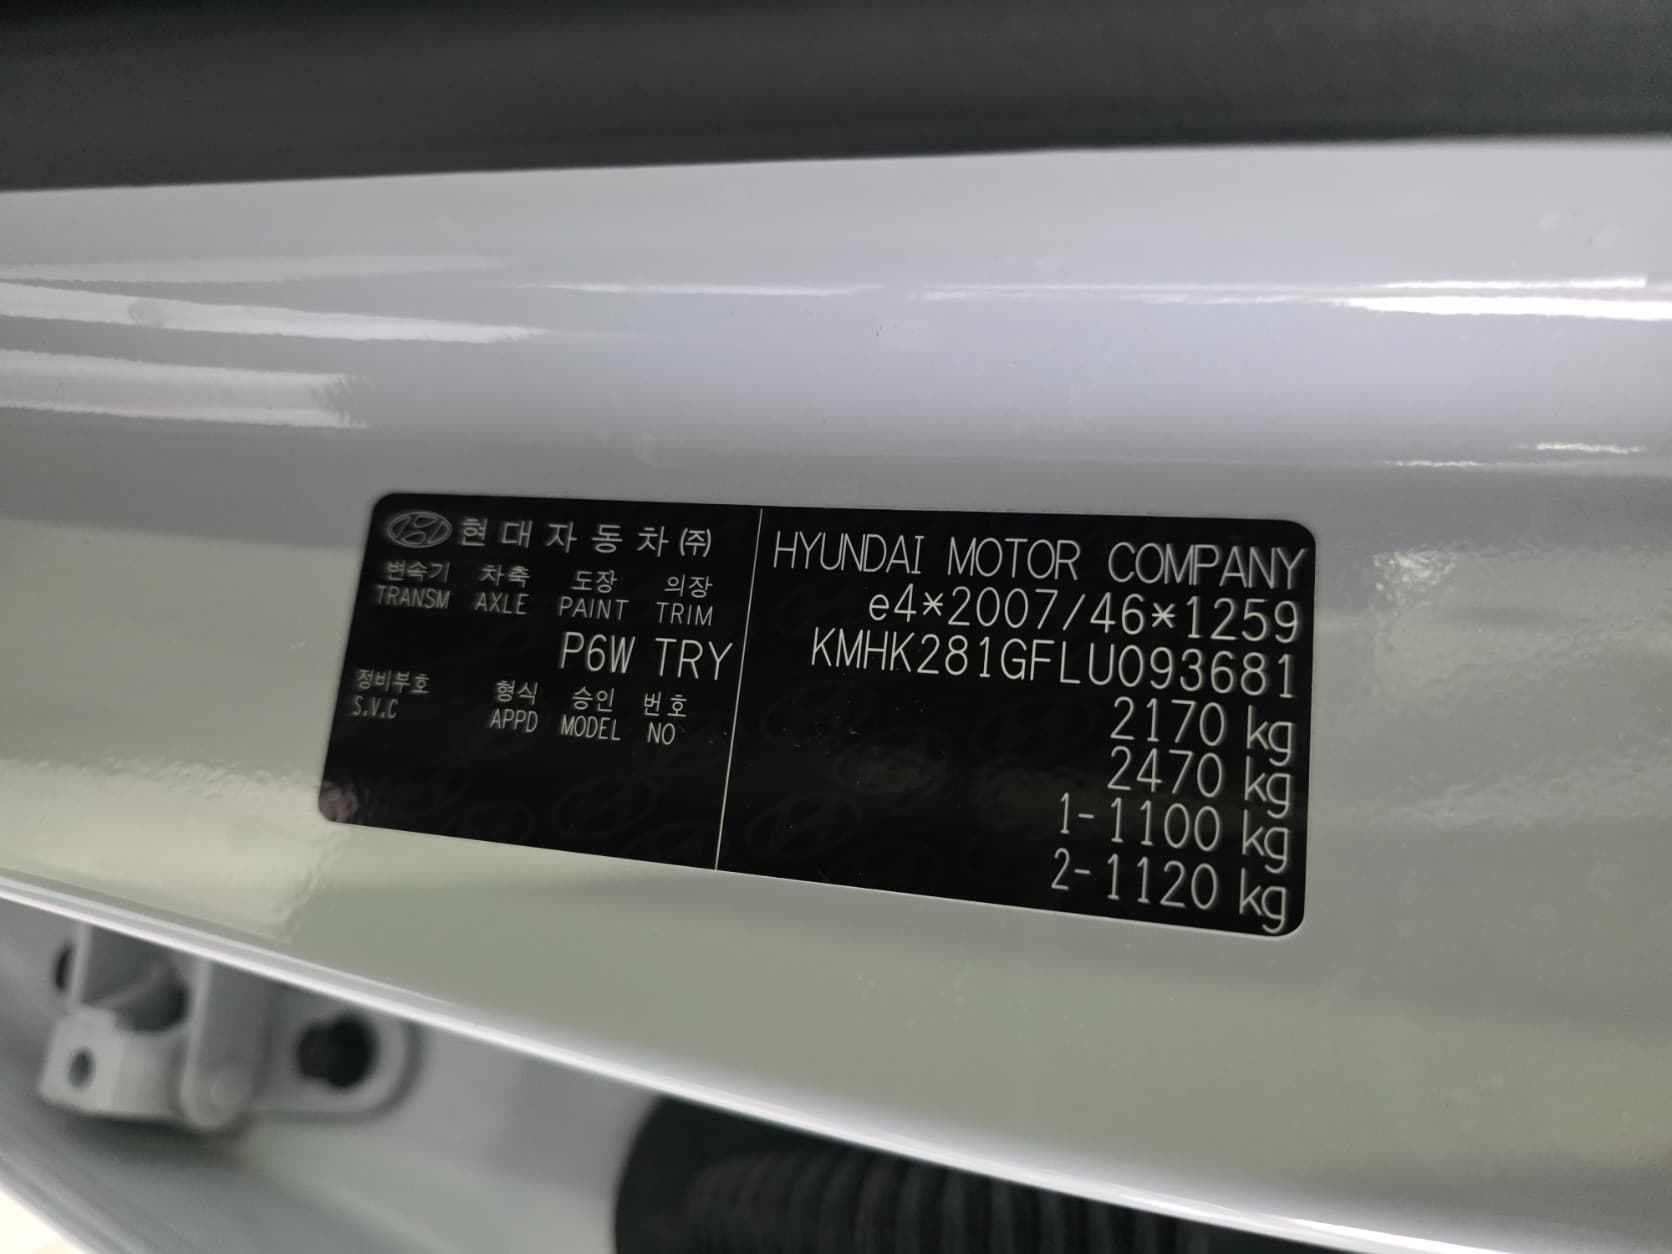 현대자동차㈜
변속기 차축 도장 의장
TRANSM AXLE PAINT TRIM
P6W TRY
정비부호 형식 승인 번호
S.V.C APPD MODEL NO
HYUNDAI MOTOR COMPANY
e4*2007/46*1259
KMHK281GFLU093681
2170 kg
2470 kg
1-1100 kg
2-1120 kg